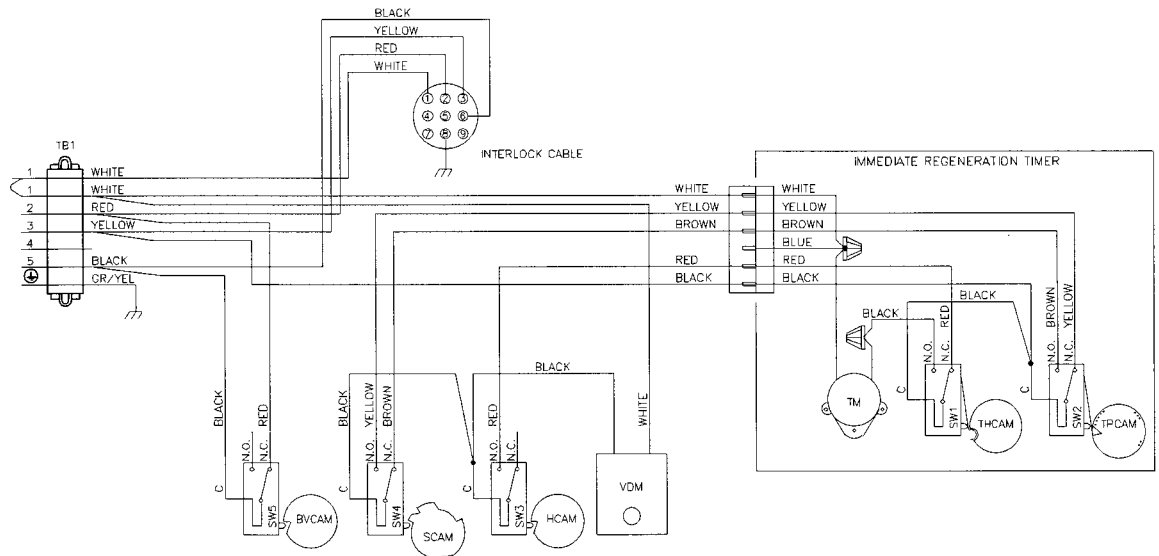 BLACK
YELLOW
RED
WHITE
1 2 3
4 5 6
7 8 9
INTERLOCK CABLE
TB1
1 WHITE
1 WHITE
2 RED
3 YELLOW
4
5 BLACK
GR/YEL
IMMEDIATE REGENERATION TIMER
WHITE WHITE
YELLOW YELLOW
BROWN BROWN
BLUE
RED RED
BLACK BLACK
BLACK
BLACK
RED
BROWN
YELLOW
N.O.
N.C.
C
SW1
THCAM
N.O.
N.C.
C
SW2
TPCAM
TM
BLACK
RED
N.O.
N.C.
C
SW5
BVCAM
BLACK
YELLOW
BROWN
N.O.
N.C.
C
SW4
SCAM
BLACK
RED
N.O.
N.C.
C
SW3
HCAM
WHITE
VDM